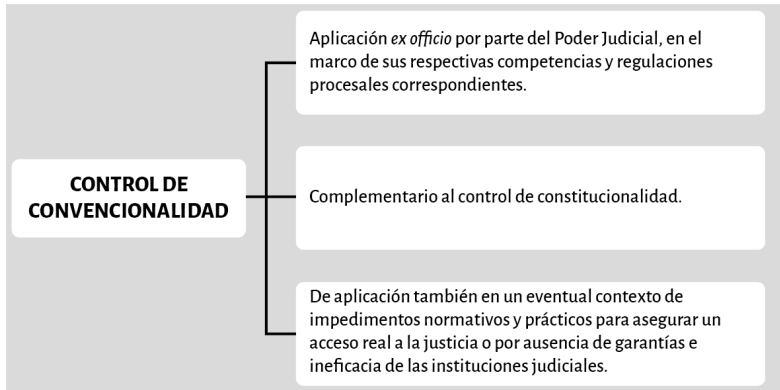 CONTROL DE
CONVENCIONALIDAD
Aplicación ex officio por parte del Poder Judicial, en el
marco de sus respectivas competencias y regulaciones
procesales correspondientes.
Complementario al control de constitucionalidad.
De aplicación también en un eventual contexto de
impedimentos normativos y prácticos para asegurar un
acceso real a la justicia o por ausencia de garantías e
ineficacia de las instituciones judiciales.